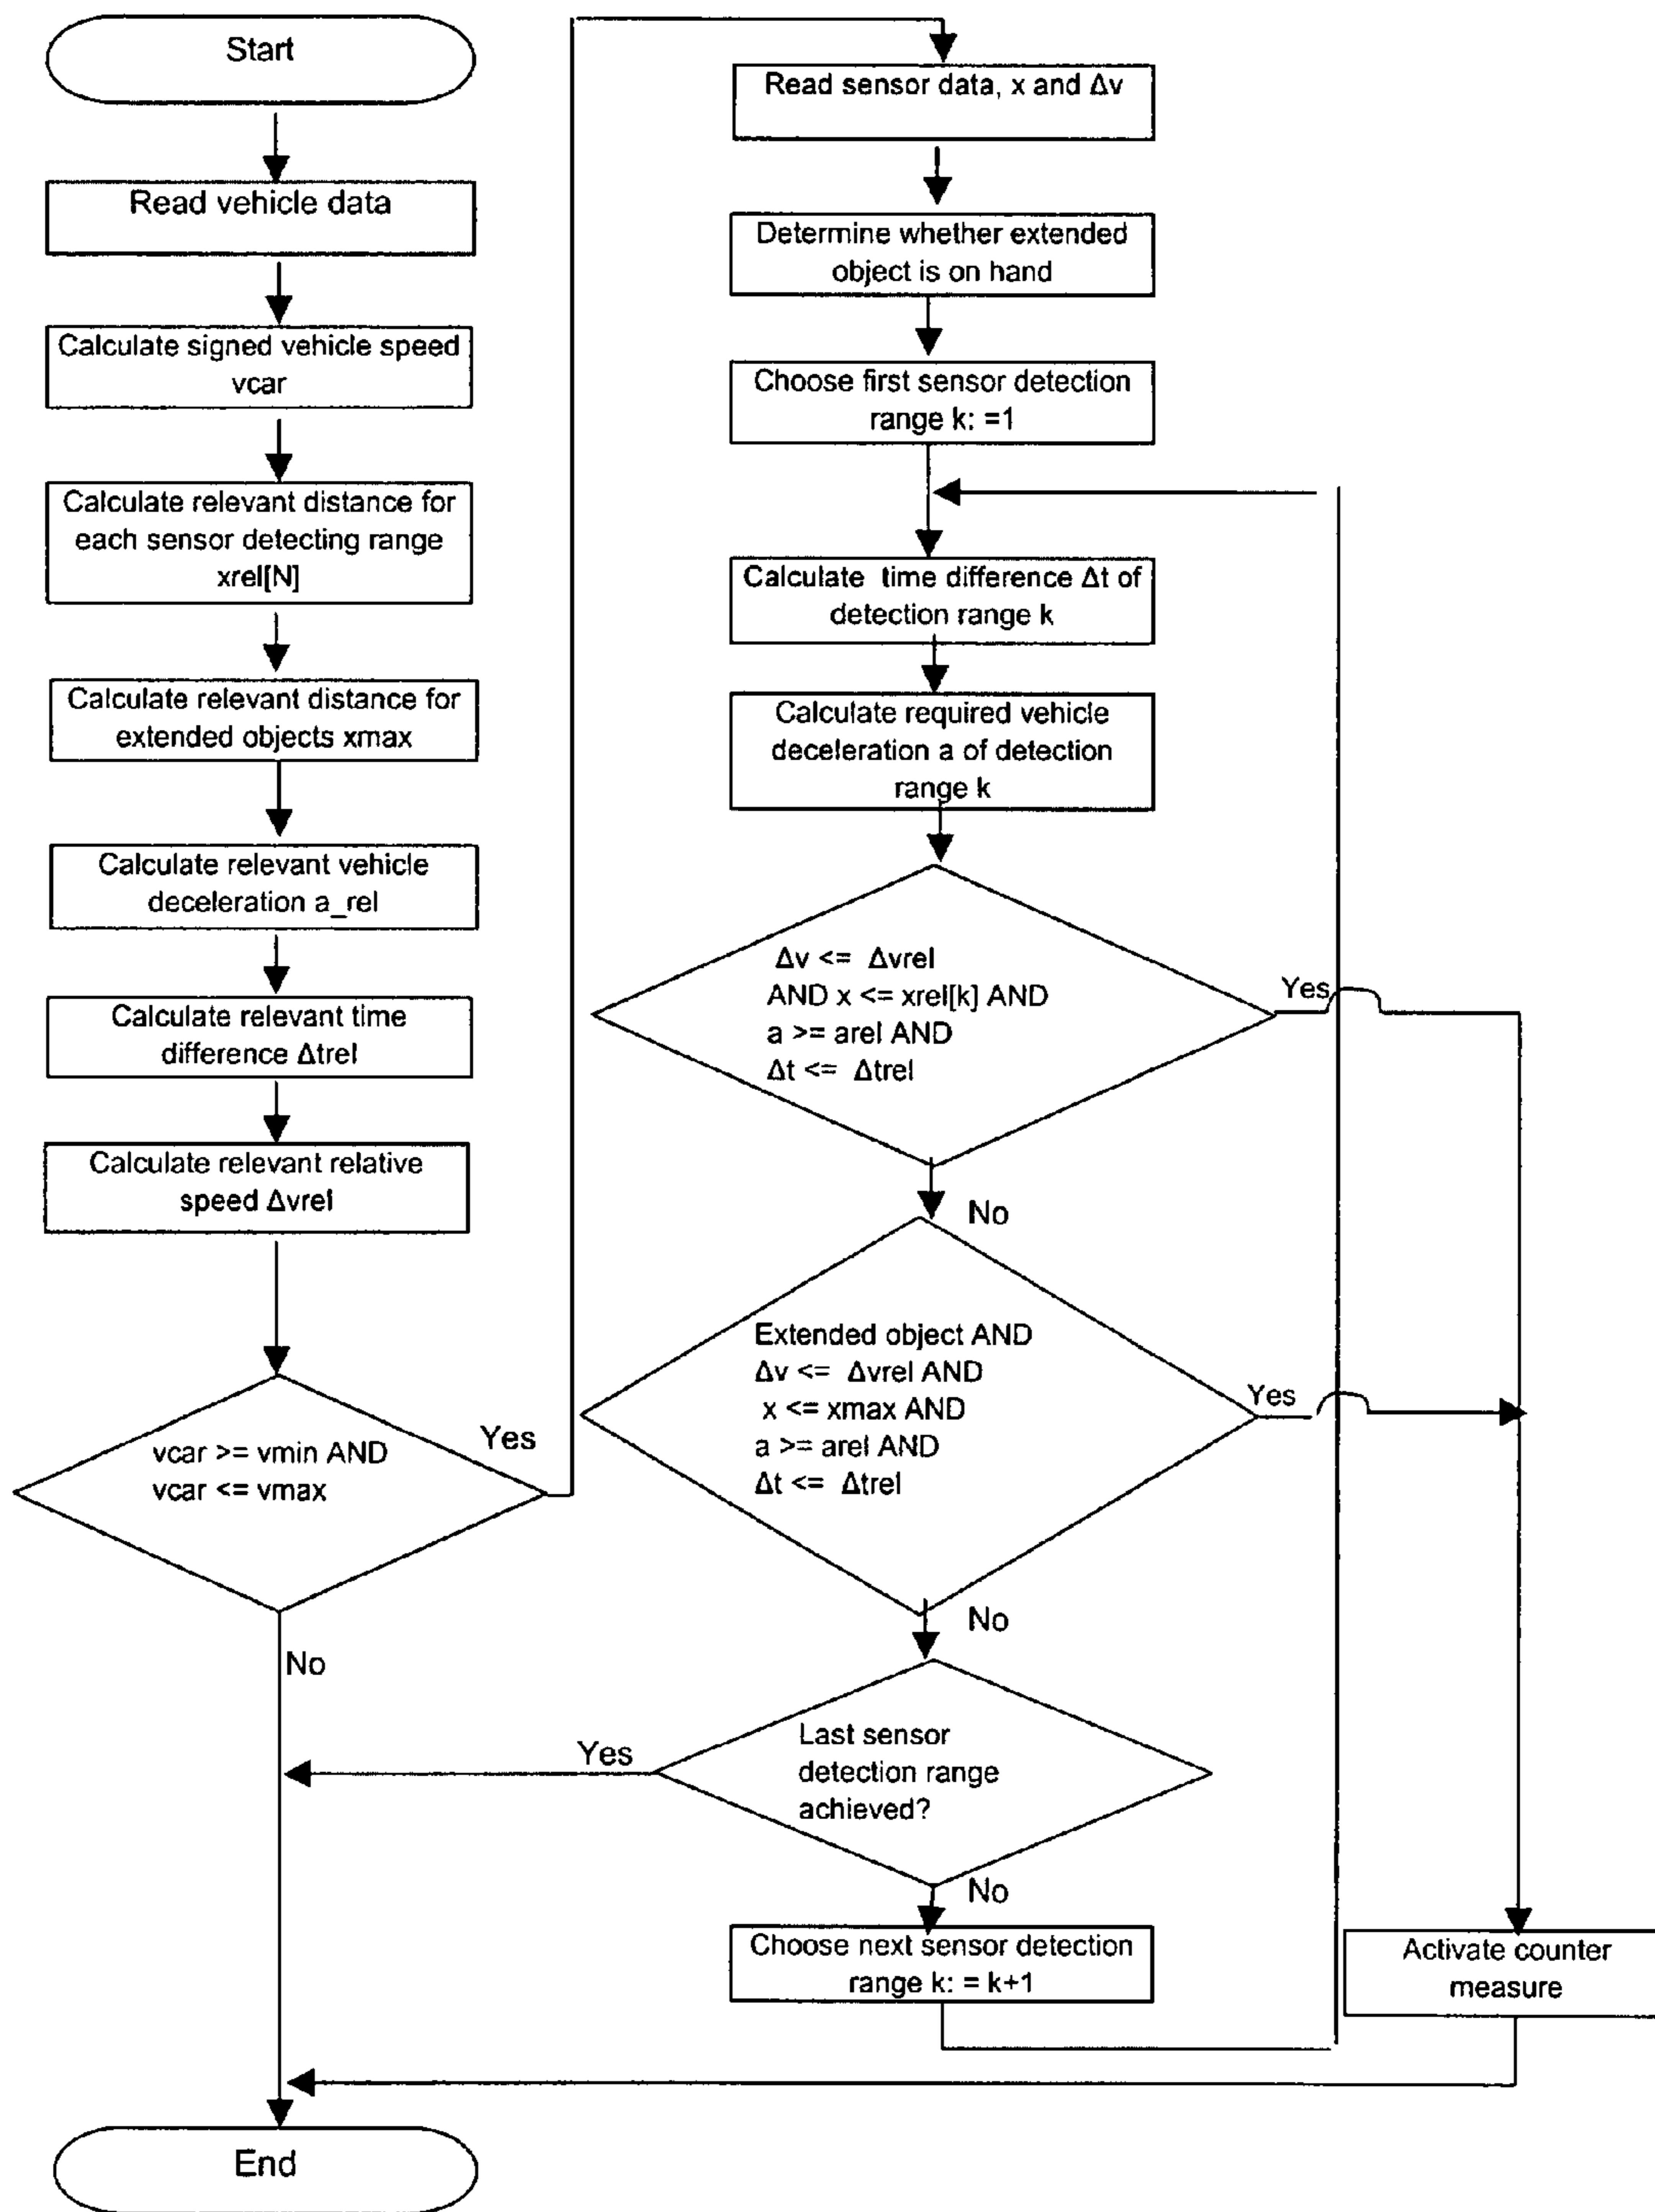 Start
Read vehicle data
Calculate signed vehicle speed
vcar
Calculate relevant distance for
each sensor detecting range
xrel[N]
Calculate relevant distance for
extended objects xmax
Calculate relevant vehicle
deceleration a_rel
Calculate relevant time
difference Δtrel
Calculate relevant relative
speed Δvrel
vcar >= vmin AND
vcar <= vmax
Yes
No
End
Read sensor data, x and Δv
Determine whether extended
object is on hand
Choose first sensor detection
range k: =1
Calculate time difference Δt of
detection range k
Calculate required vehicle
deceleration a of detection
range k
Δv <= Δvrel
AND x <= xrel[k] AND
a >= arel AND
Δt <= Δtrel
Yes
No
Extended object AND
Δv <= Δvrel AND
x <= xmax AND
a >= arel AND
Δt <= Δtrel
Yes
No
Last sensor
detection range
achieved?
Yes
No
Choose next sensor detection
range k: = k+1
Activate counter
measure